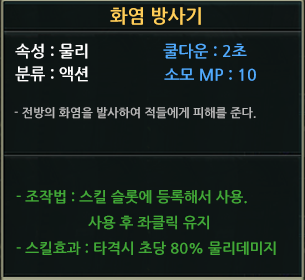 화염 방사기
속성 : 물리 쿨다운 : 2초
분류 : 액션 소모 MP : 10
- 전방의 화염을 발사하여 적들에게 피해를 준다.
- 조작법 : 스킬 슬롯에 등록해서 사용.
사용 후 좌클릭 유지
- 스킬효과 : 타격시 초당 80% 물리데미지